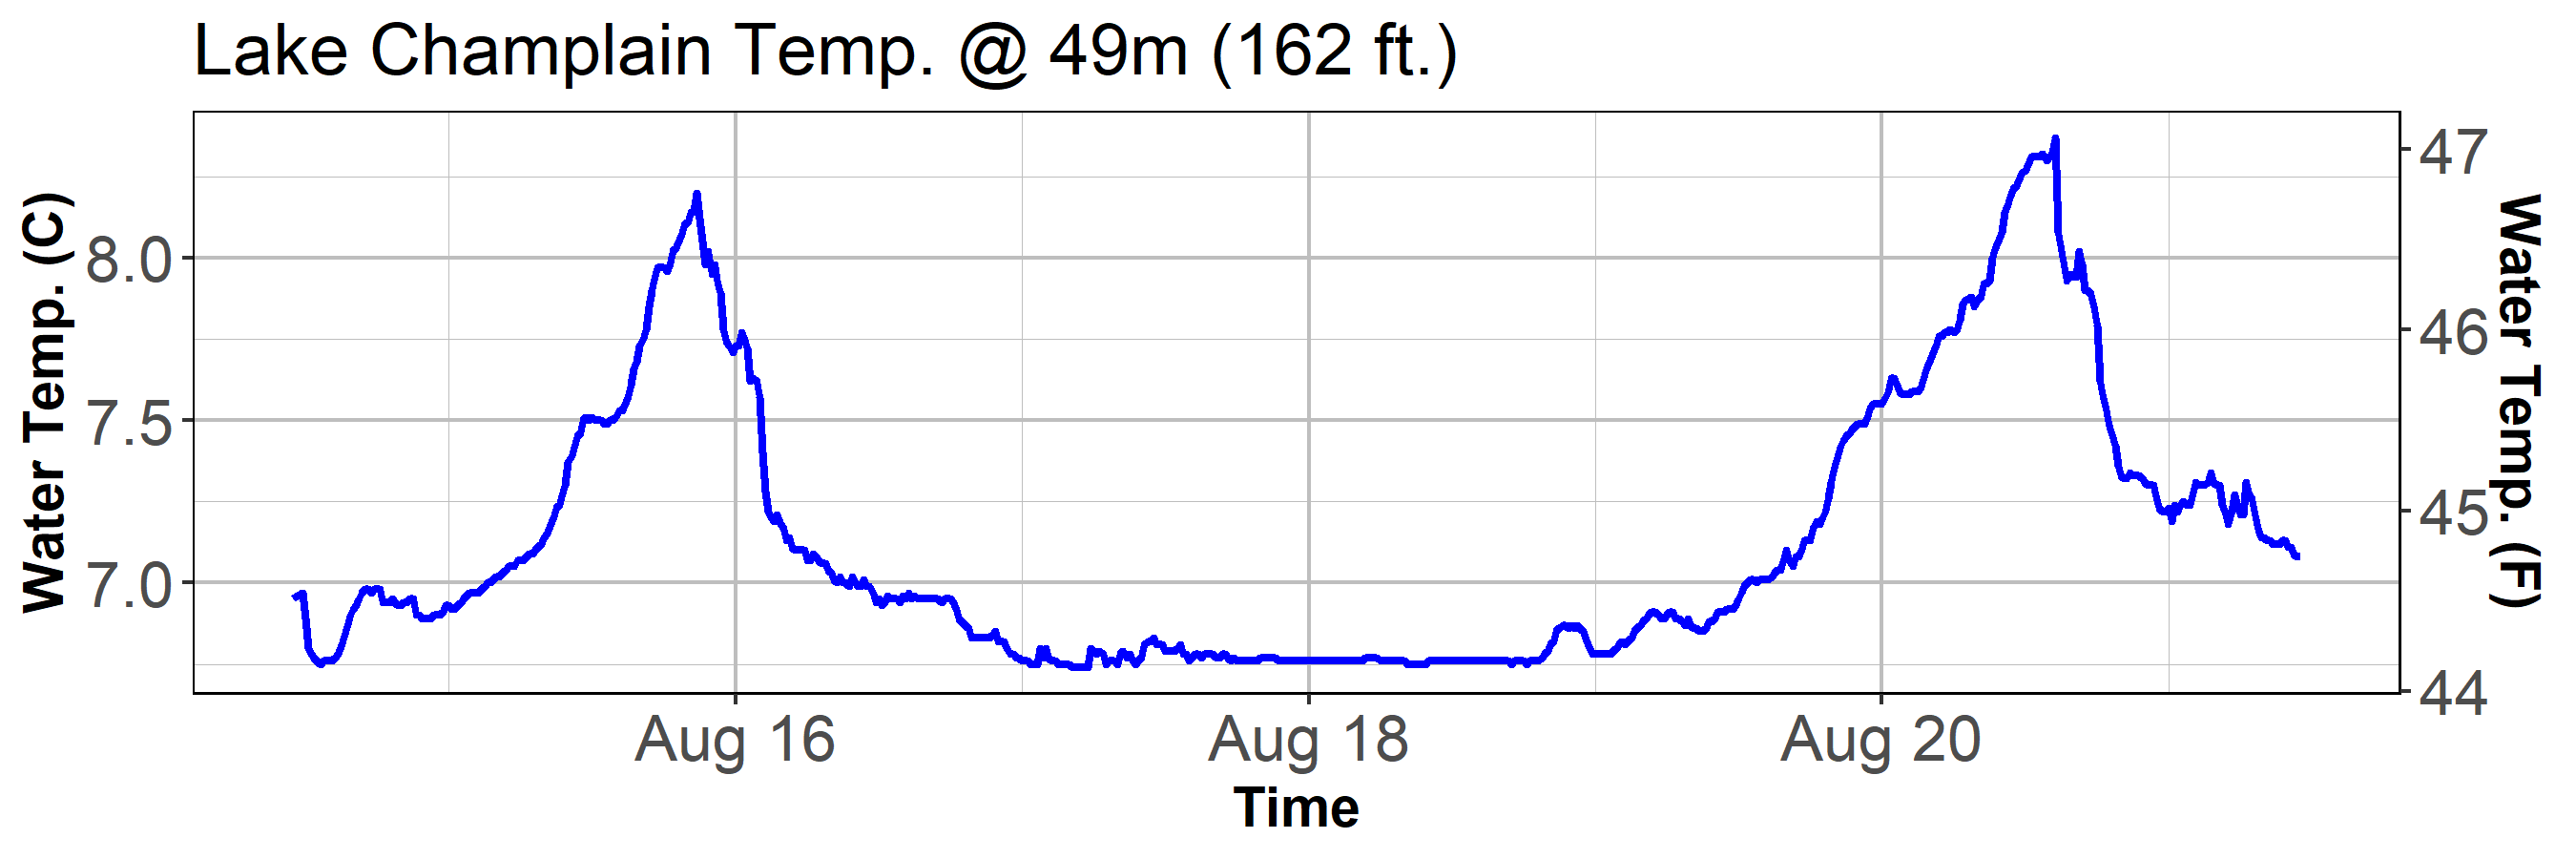 Lake Champlain Temp. @ 49m (162 ft.)
Water Temp. (C)
8.0
7.5
7.0
47
46
45
44
Water Temp. (F)
Aug 16 Aug 18 Aug 20
Time